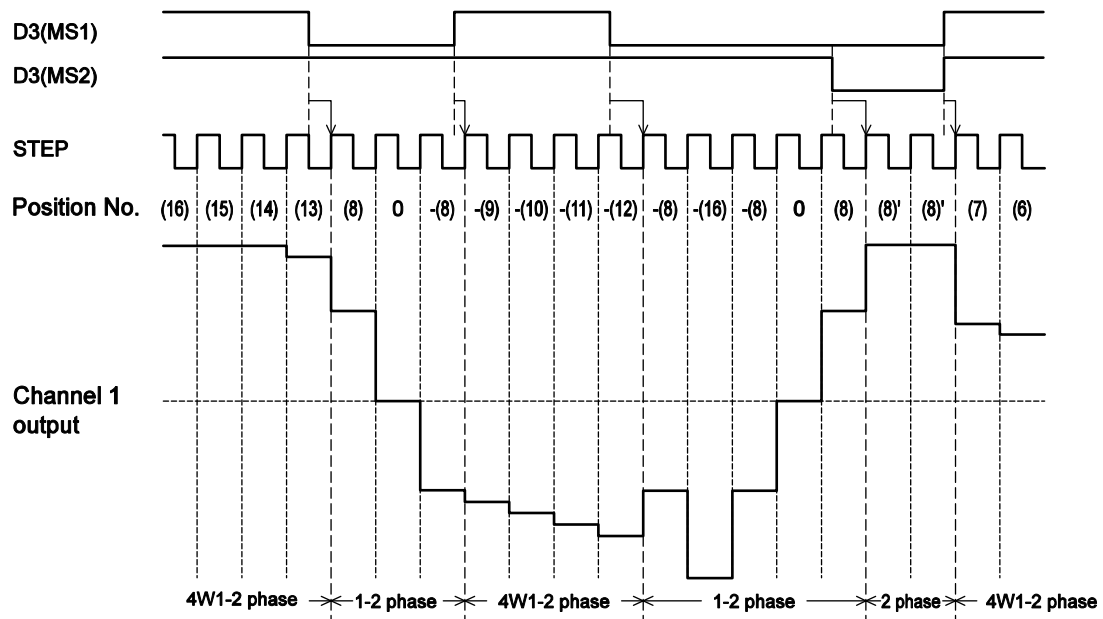 D3(MS1)
D3(MS2)
STEP
Position No. (16) (15) (14) (13) (8) 0 -(8) -(9) -(10) -(11) -(12) -(8) -(16) -(8) 0 (8) (8)' (8)' (7) (6)
Channel 1
output
4W1-2 phase 1-2 phase 4W1-2 phase 1-2 phase 2 phase 4W1-2 phase